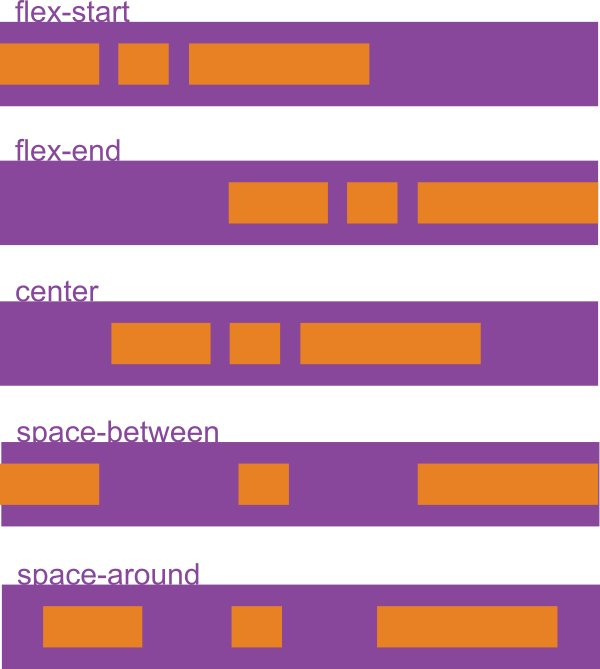 flex-start
flex-end
center
space-between
space-around